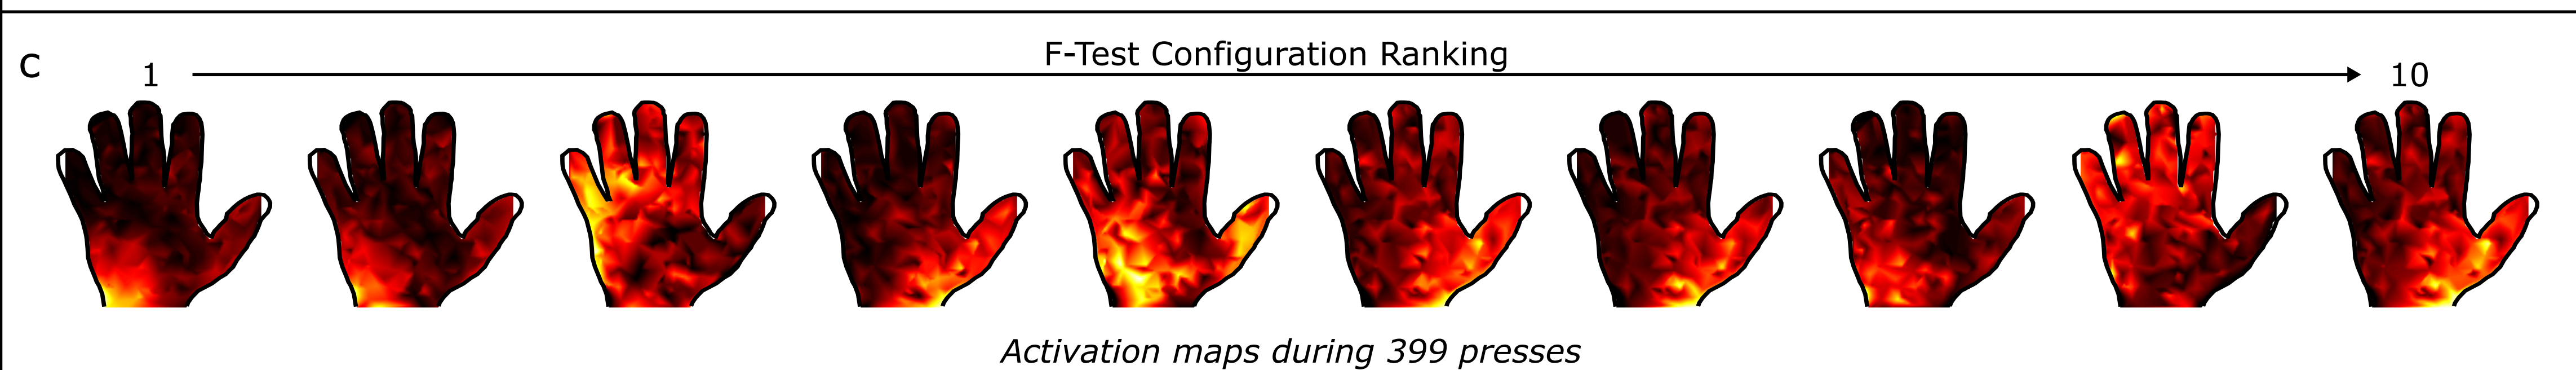 F-Test Configuration Ranking
c
1
10
Activation maps during 399 presses